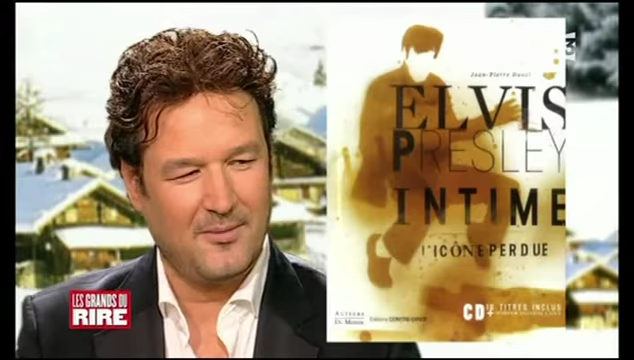 Jean-Pierre Danel
ELVIS
PRESLEY
INTIME
L'ICÔNE PERDUE
LES GRANDS DU
RIRE
CD+
TITRES INCLUS